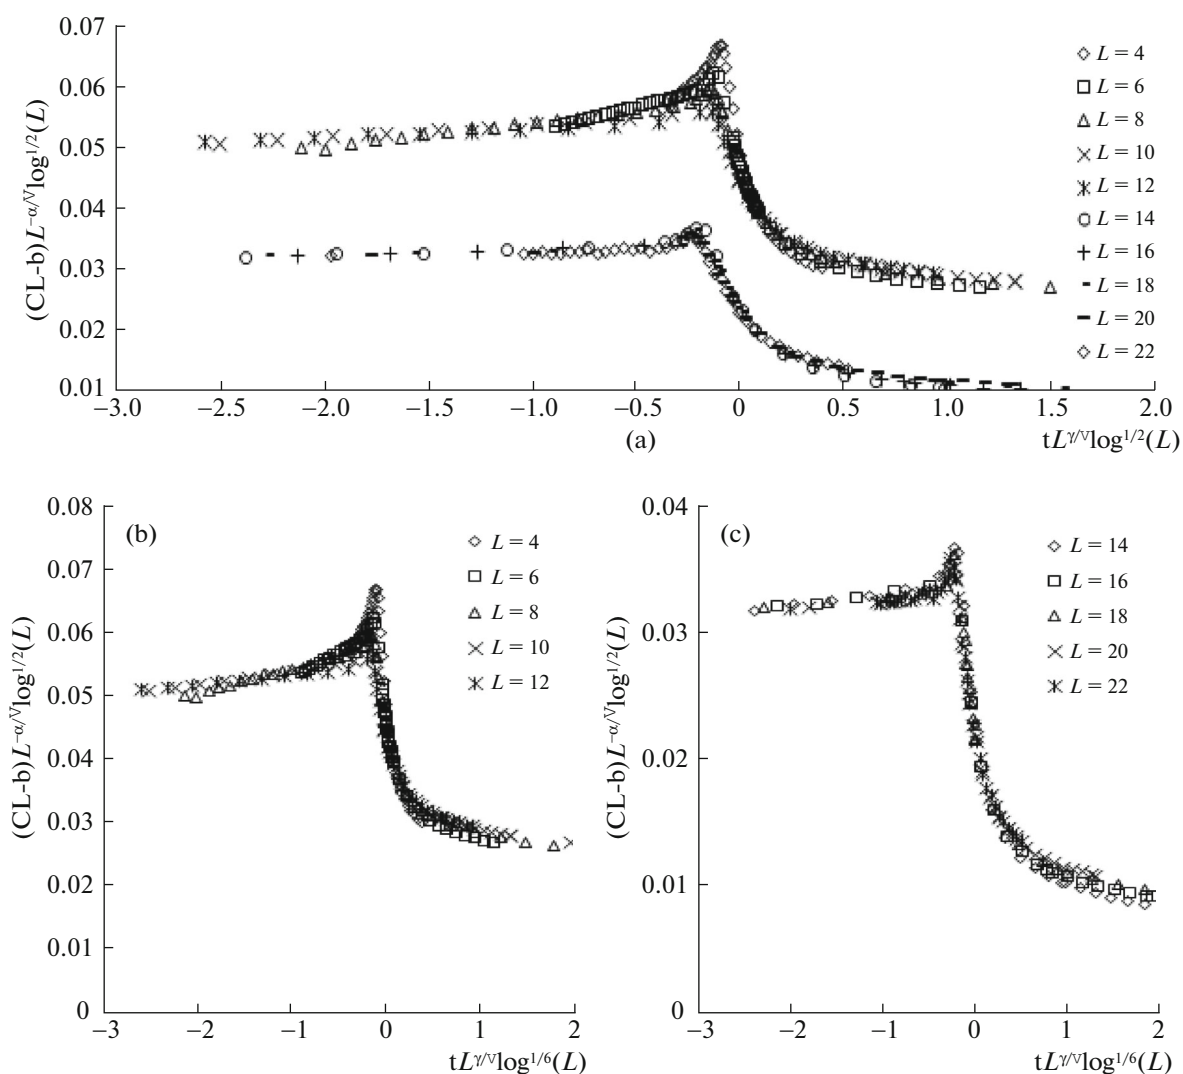 0.07
0.06
0.05
0.04
0.03
0.02
0.01
(CL-b)L^{–α/ν}log^{1/2}(L)
L = 4
L = 6
L = 8
L = 10
L = 12
L = 14
L = 16
L = 18
L = 20
L = 22
–3.0 –2.5 –2.0 –1.5 –1.0 –0.5 0 0.5 1.0 1.5 2.0
(a)
tL^{γ/ν}log^{1/2}(L)
(b)
0.08
0.07
0.06
0.05
0.04
0.03
0.02
0.01
0
(CL-b)L^{–α/ν}log^{1/2}(L)
L = 4
L = 6
L = 8
L = 10
L = 12
–3 –2 –1 0 1 2
tL^{γ/ν}log^{1/6}(L)
(c)
0.04
0.03
0.02
0.01
0
(CL-b)L^{–α/ν}log^{1/2}(L)
L = 14
L = 16
L = 18
L = 20
L = 22
–3 –2 –1 0 1 2
tL^{γ/ν}log^{1/6}(L)